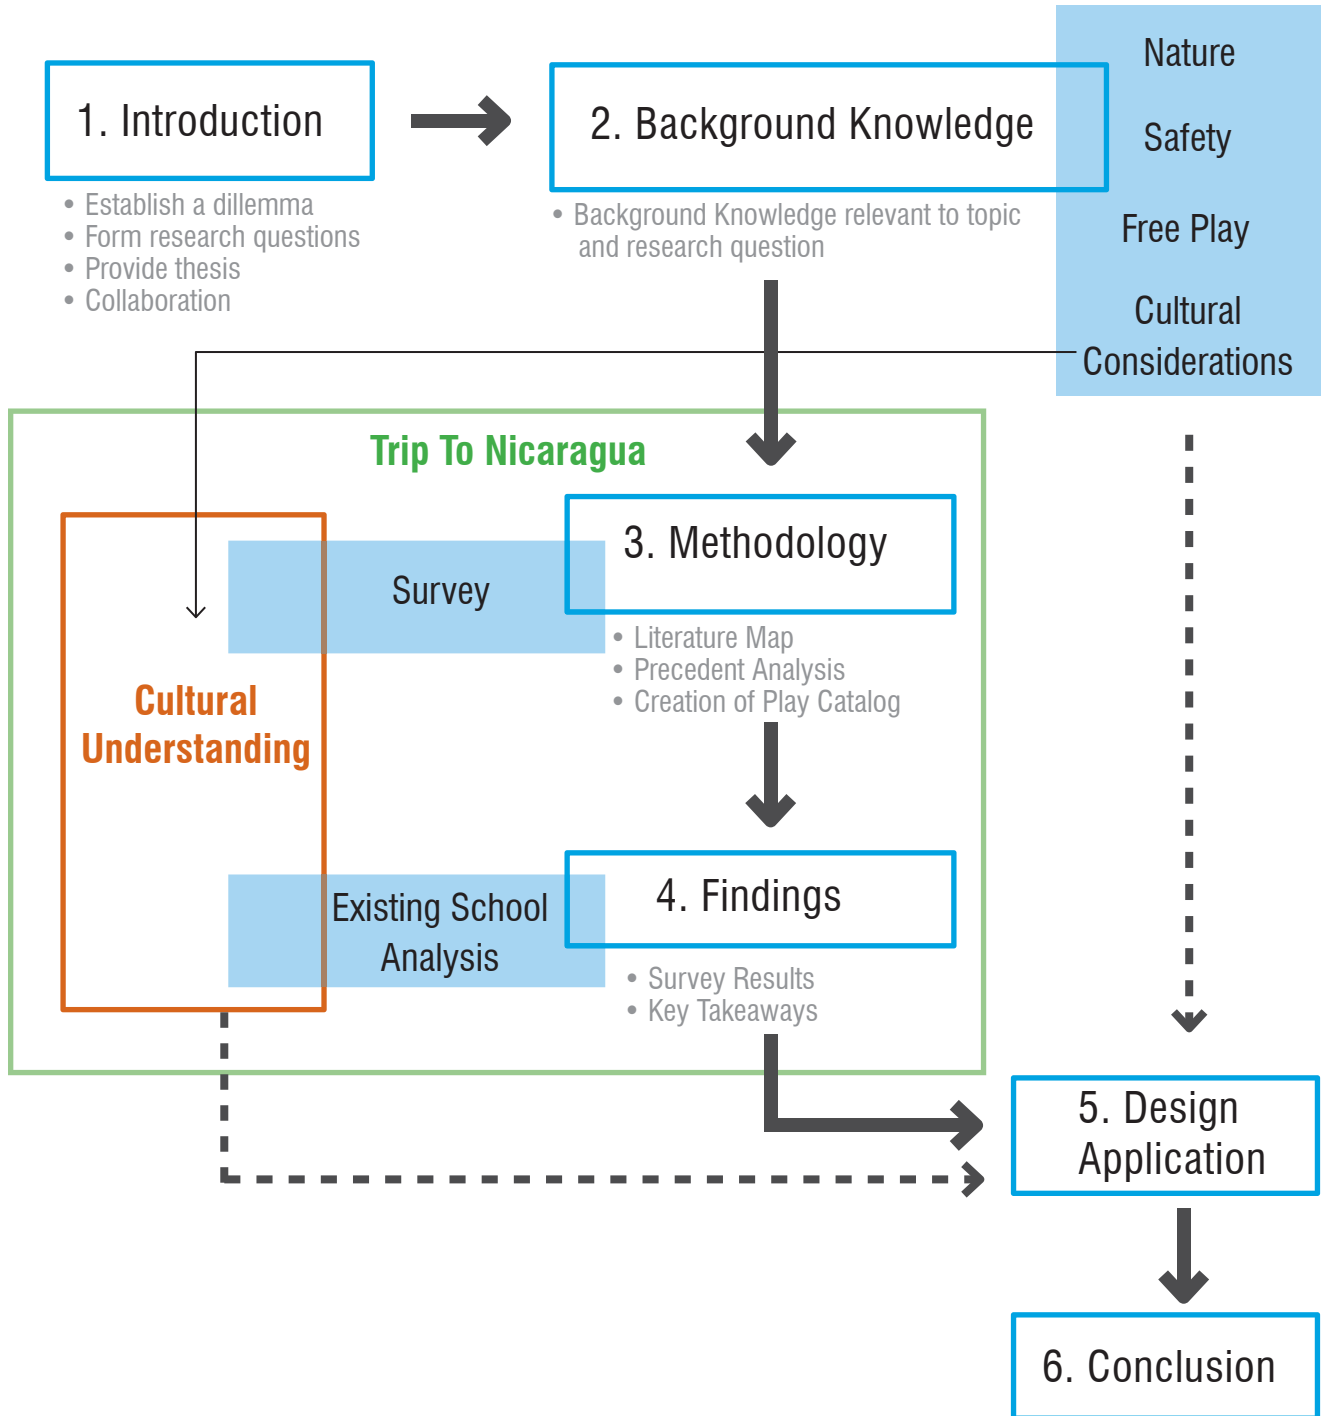 1. Introduction
• Establish a dillemma
• Form research questions
• Provide thesis
• Collaboration
2. Background Knowledge
• Background Knowledge relevant to topic
and research question
Nature
Safety
Free Play
Cultural
Considerations
Trip To Nicaragua
3. Methodology
Survey
• Literature Map
• Precedent Analysis
• Creation of Play Catalog
Cultural
Understanding
4. Findings
Existing School
Analysis
• Survey Results
• Key Takeaways
5. Design
Application
6. Conclusion